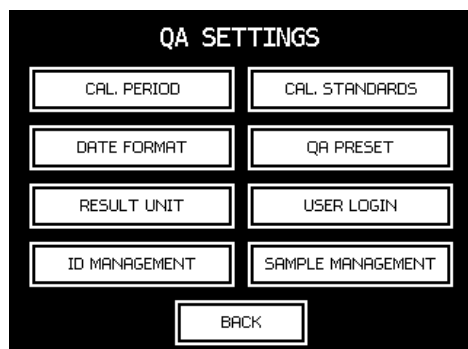 QA SETTINGS
CAL. PERIOD
CAL. STANDARDS
DATE FORMAT
QA PRESET
RESULT UNIT
USER LOGIN
ID MANAGEMENT
SAMPLE MANAGEMENT
BACK